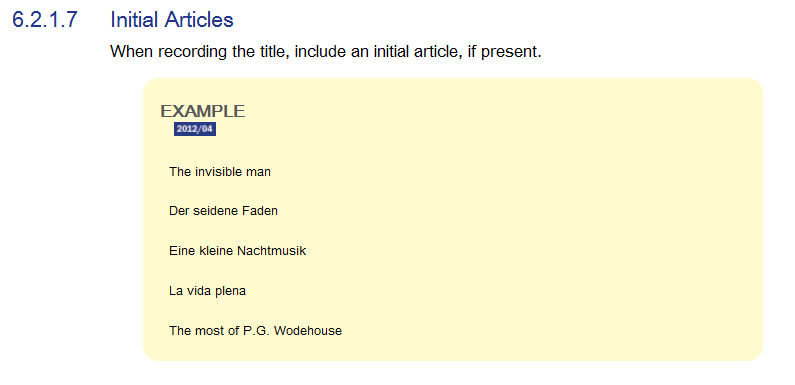 6.2.1.7 Initial Articles
When recording the title, include an initial article, if present.
EXAMPLE
2012/04
The invisible man
Der seidene Faden
Eine kleine Nachtmusik
La vida plena
The most of P.G. Wodehouse